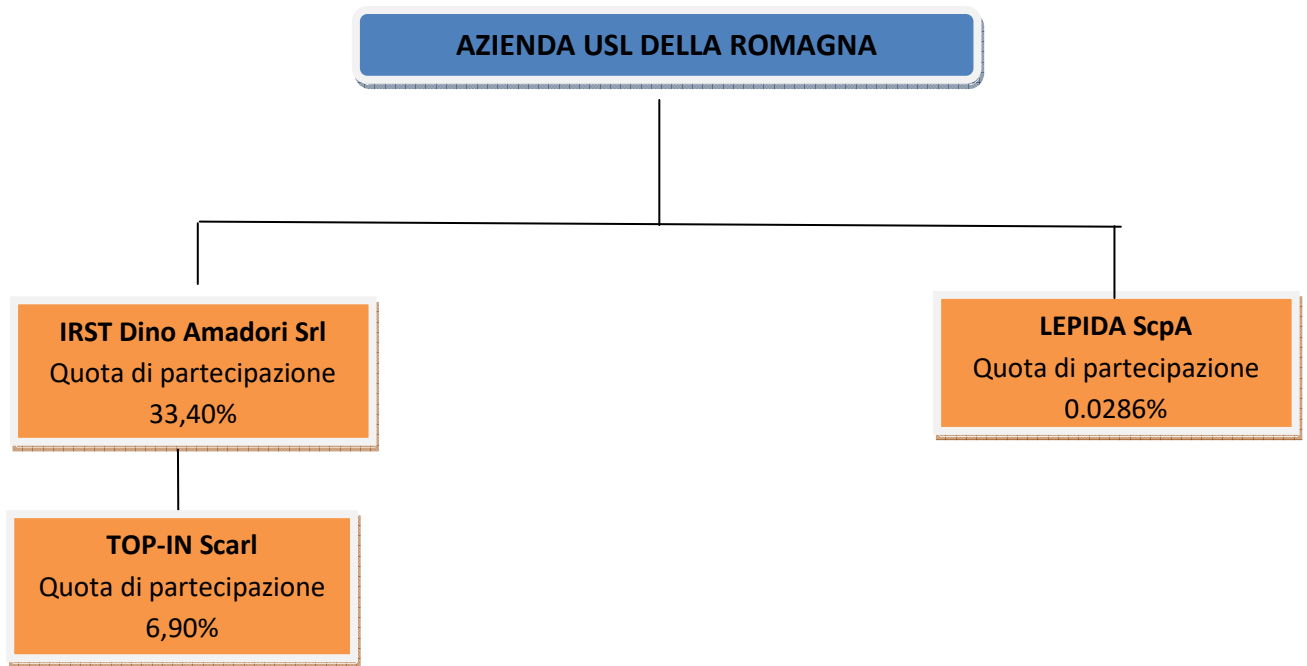 AZIENDA USL DELLA ROMAGNA
IRST Dino Amadori Srl
Quota di partecipazione
33,40%
LEPIDA ScpA
Quota di partecipazione
0.0286%
TOP-IN Scarl
Quota di partecipazione
6,90%